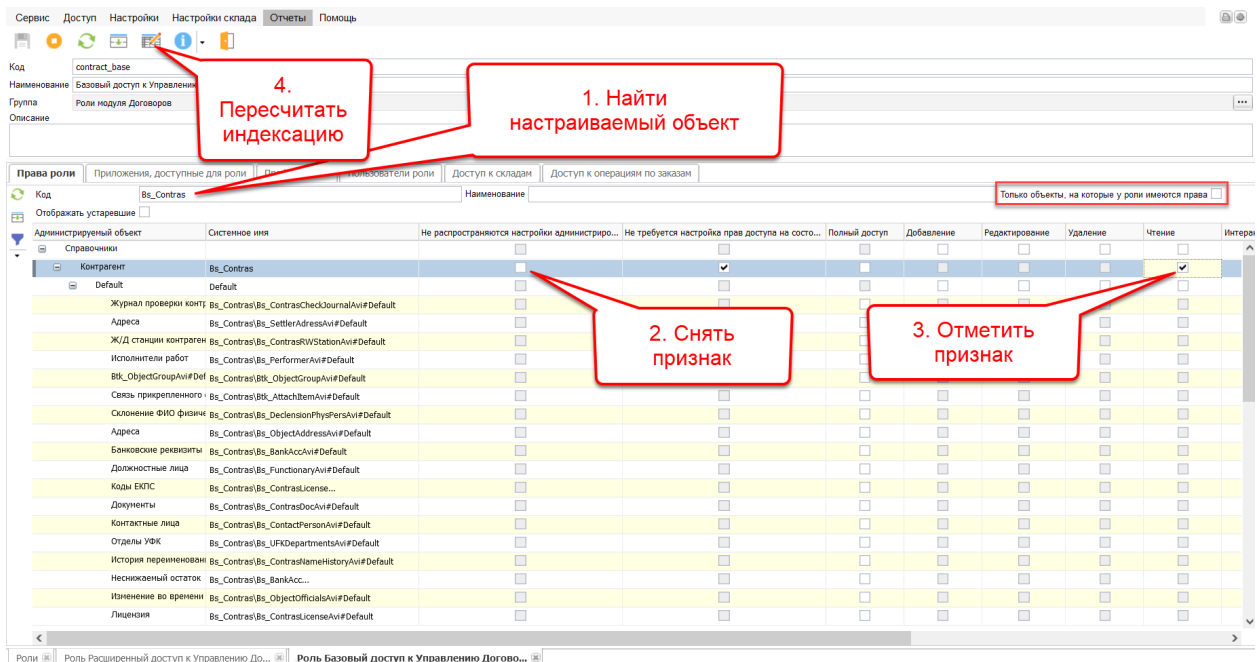 Сервис Доступ Настройки Настройки склада Отчеты Помощь
Код contract_base
Наименование Базовый доступ к Управлению
Группа Роли модуля Договоров
Описание
4.
Пересчитать
индексацию
1. Найти
настраиваемый объект
Права роли Приложения, доступные для роли Пользователи роли Доступ к складам Доступ к операциям по заказам
Код Bs_Contras Наименование Только объекты, на которые у роли имеются права
Отображать устаревшие
Администрируемый объект Системное имя Не распространяются настройки администриро... Не требуется настройка прав доступа на состо... Полный доступ Добавление Редактирование Удаление Чтение Интеран
Справочники
Контрагент Bs_Contras
Default Default
Журнал проверки контр Bs_Contras\Bs_ContrasCheckJournalAvi#Default
Адреса Bs_Contras\Bs_SettlerAdressAvi#Default
Ж/Д станции контраген Bs_Contras\Bs_ContrasRWStationAvi#Default
Исполнители работ Bs_Contras\Bs_PerformerAvi#Default
Btk_ObjectGroupAvi#Def Bs_Contras\Btk_ObjectGroupAvi#Default
Связь прикрепленного Bs_Contras\Btk_AttachItemAvi#Default
Склонение ФИО физиче Bs_Contras\Bs_DeclensionPhysPersAvi#Default
Адреса Bs_Contras\Bs_ObjectAddressAvi#Default
Банковские реквизиты Bs_Contras\Bs_BankAccAvi#Default
Должностные лица Bs_Contras\Bs_FunctionaryAvi#Default
Коды ЕКПС Bs_Contras\Bs_ContrasLicense...
Документы Bs_Contras\Bs_ContrasDocAvi#Default
Контактные лица Bs_Contras\Bs_ContactPersonAvi#Default
Отделы УФК Bs_Contras\Bs_UFKDepartmentsAvi#Default
История переименован Bs_Contras\Bs_ContrasNameHistoryAvi#Default
Неснижаемый остаток Bs_Contras\Bs_BankAcc...
Изменение во времени Bs_Contras\Bs_ObjectOfficialsAvi#Default
Лицензия Bs_Contras\Bs_ContrasLicenseAvi#Default
2. Снять
признак
3. Отметить
признак
Роли Роль Расширенный доступ к Управлению До... Роль Базовый доступ к Управлению Догово...